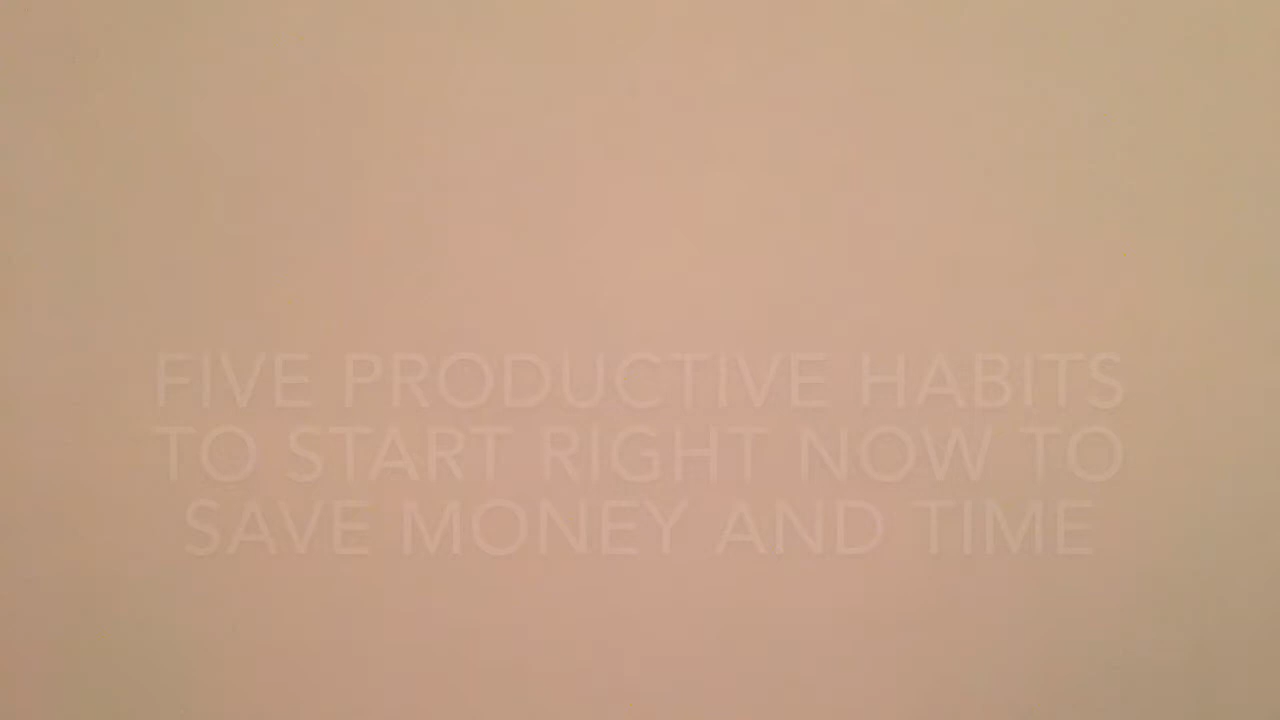 FIVE PRODUCTIVE HABITS
TO START RIGHT NOW TO
SAVE MONEY AND TIME